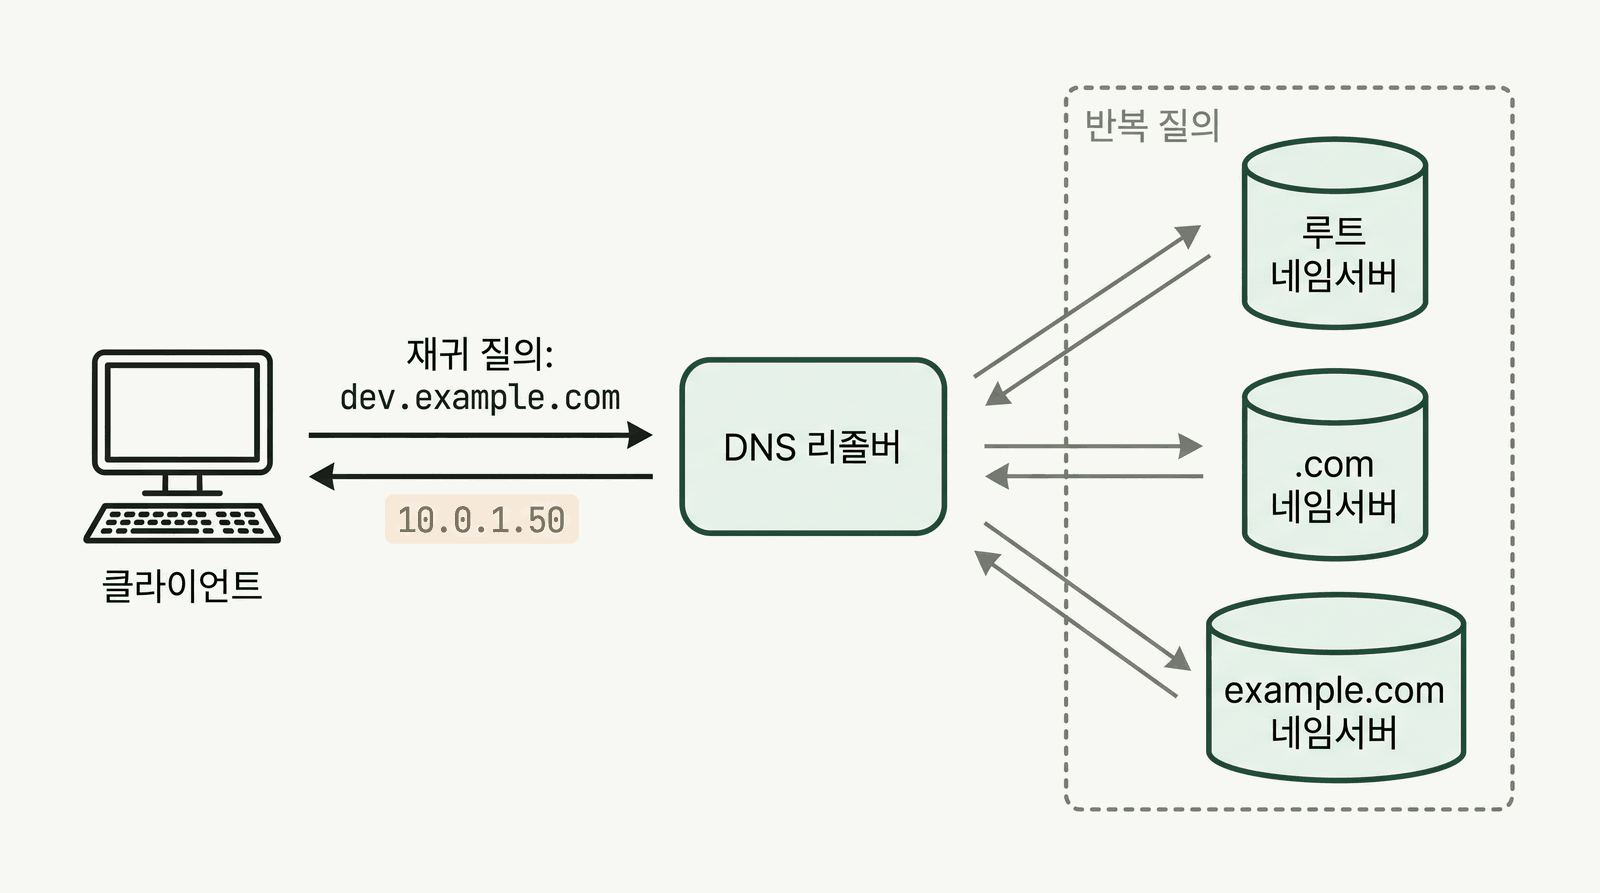 반복 질의
루트
네임서버
재귀 질의:
dev.example.com
DNS 리졸버
.com
네임서버
10.0.1.50
클라이언트
example.com
네임서버